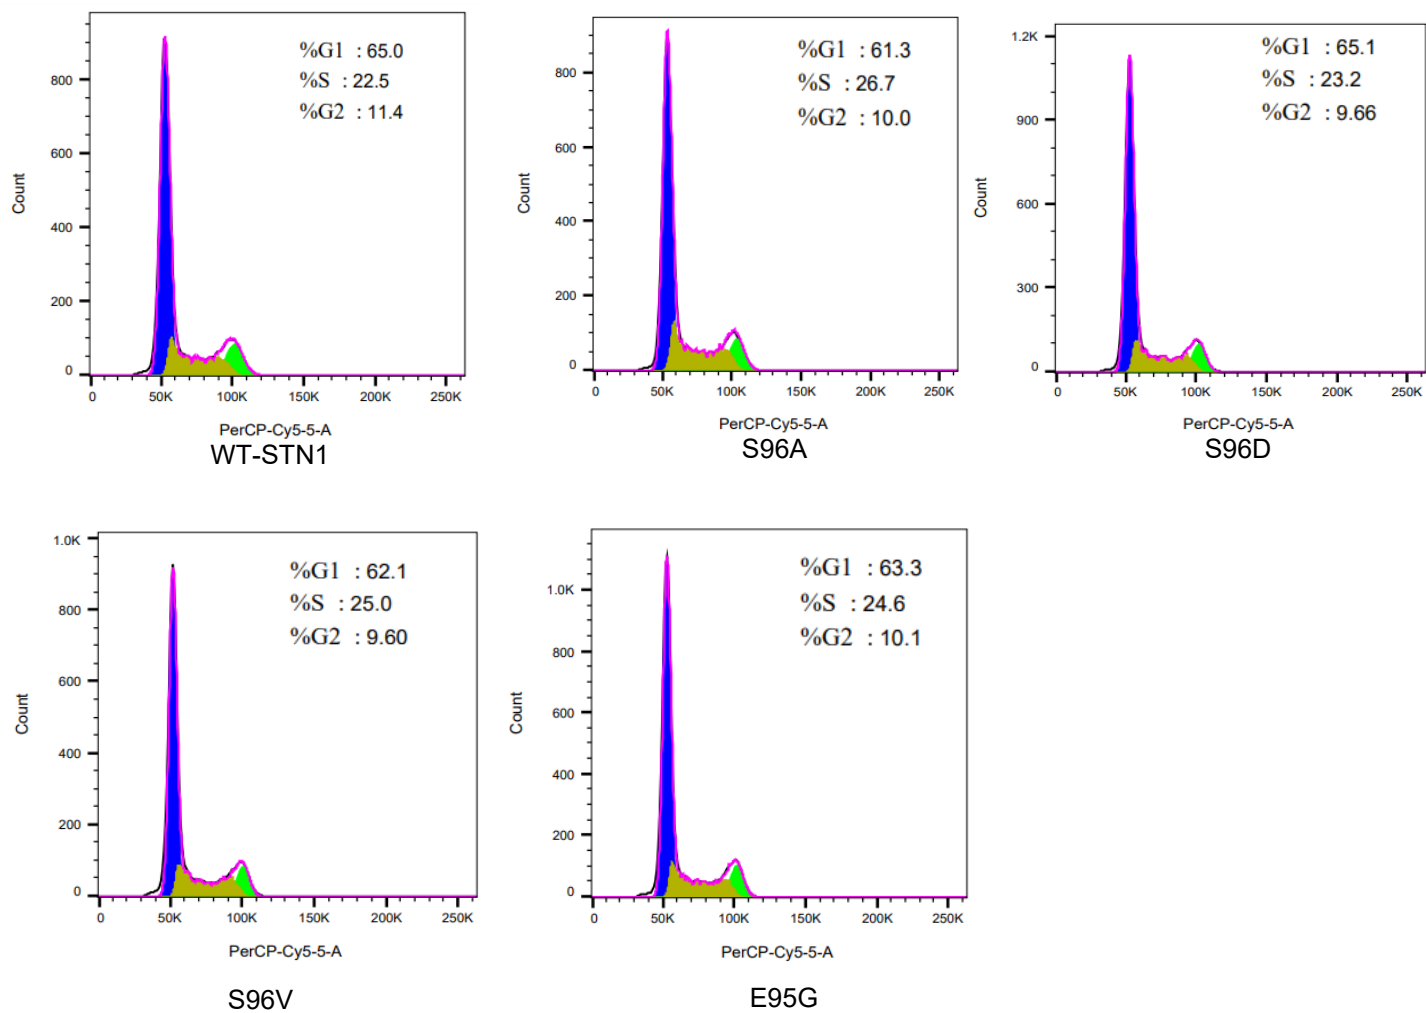 %G1 : 65.0
%S : 22.5
%G2 : 11.4
800
600
400
200
0
Count
0 50K 100K 150K 200K 250K
PerCP-Cy5-5-A
WT-STN1
%G1 : 61.3
%S : 26.7
%G2 : 10.0
800
600
400
200
0
Count
0 50K 100K 150K 200K 250K
PerCP-Cy5-5-A
S96A
%G1 : 65.1
%S : 23.2
%G2 : 9.66
1.2K
900
600
300
0
Count
0 50K 100K 150K 200K 250K
PerCP-Cy5-5-A
S96D
%G1 : 62.1
%S : 25.0
%G2 : 9.60
1.0K
800
600
400
200
0
Count
0 50K 100K 150K 200K 250K
PerCP-Cy5-5-A
S96V
%G1 : 63.3
%S : 24.6
%G2 : 10.1
1.0K
800
600
400
200
0
Count
0 50K 100K 150K 200K 250K
PerCP-Cy5-5-A
E95G